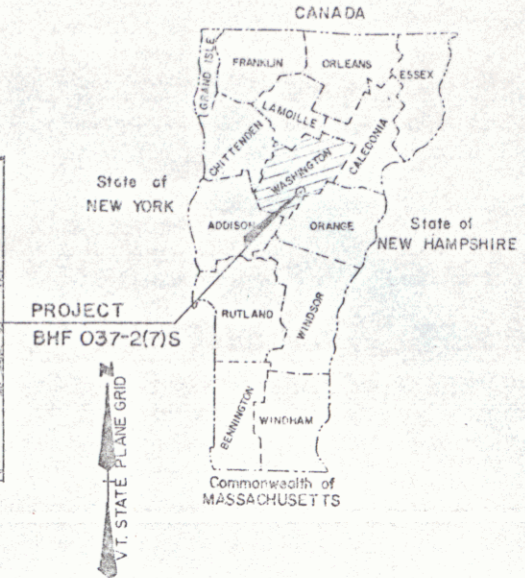 CANADA
GRAND ISLE
FRANKLIN
ORLEANS
ESSEX
LAMOILLE
CHITTENDEN
CALEDONIA
WASHINGTON
State of
NEW YORK
ADDISON
ORANGE
State of
NEW HAMPSHIRE
PROJECT
BHF 037-2(7)S
RUTLAND
WINDSOR
N
VT. STATE PLANE GRID
BENNINGTON
WINDHAM
Commonwealth of
MASSACHUSETTS